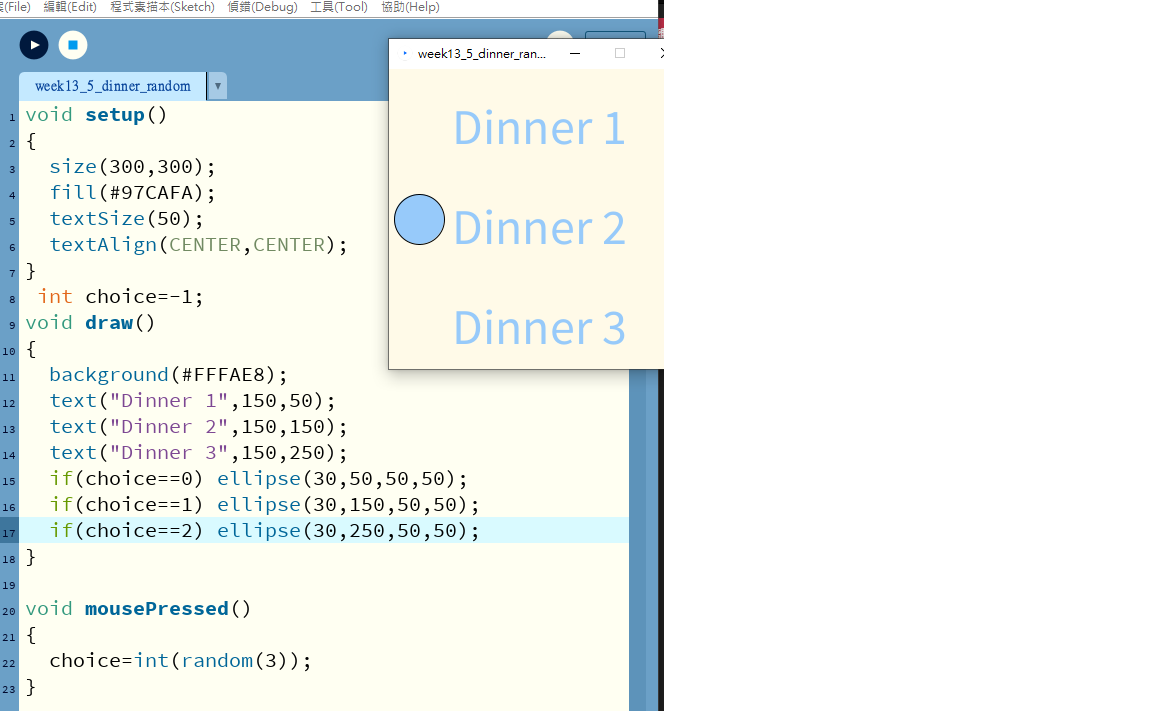 案(File) 編輯(Edit) 程式素描本(Sketch) 偵錯(Debug) 工具(Tool) 協助(Help)
week13_5_dinner_random ▼
week13_5_dinner_ran...
Dinner 1
Dinner 2
Dinner 3
1 void setup()
2 {
3 size(300,300);
4 fill(#97CAFA);
5 textSize(50);
6 textAlign(CENTER,CENTER);
7 }
8 int choice=-1;
9 void draw()
10 {
11 background(#FFFAE8);
12 text("Dinner 1",150,50);
13 text("Dinner 2",150,150);
14 text("Dinner 3",150,250);
15 if(choice==0) ellipse(30,50,50,50);
16 if(choice==1) ellipse(30,150,50,50);
17 if(choice==2) ellipse(30,250,50,50);
18 }
19
20 void mousePressed()
21 {
22 choice=int(random(3));
23 }